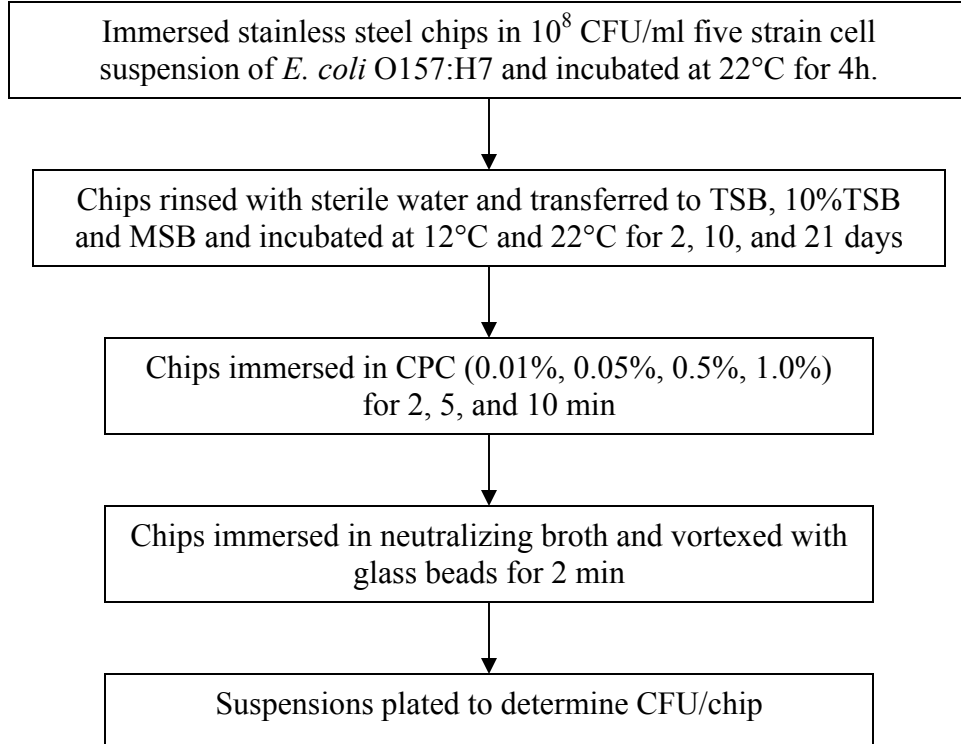 Immersed stainless steel chips in 10⁸ CFU/ml five strain cell
suspension of E. coli O157:H7 and incubated at 22°C for 4h.
Chips rinsed with sterile water and transferred to TSB, 10%TSB
and MSB and incubated at 12°C and 22°C for 2, 10, and 21 days
Chips immersed in CPC (0.01%, 0.05%, 0.5%, 1.0%)
for 2, 5, and 10 min
Chips immersed in neutralizing broth and vortexed with
glass beads for 2 min
Suspensions plated to determine CFU/chip